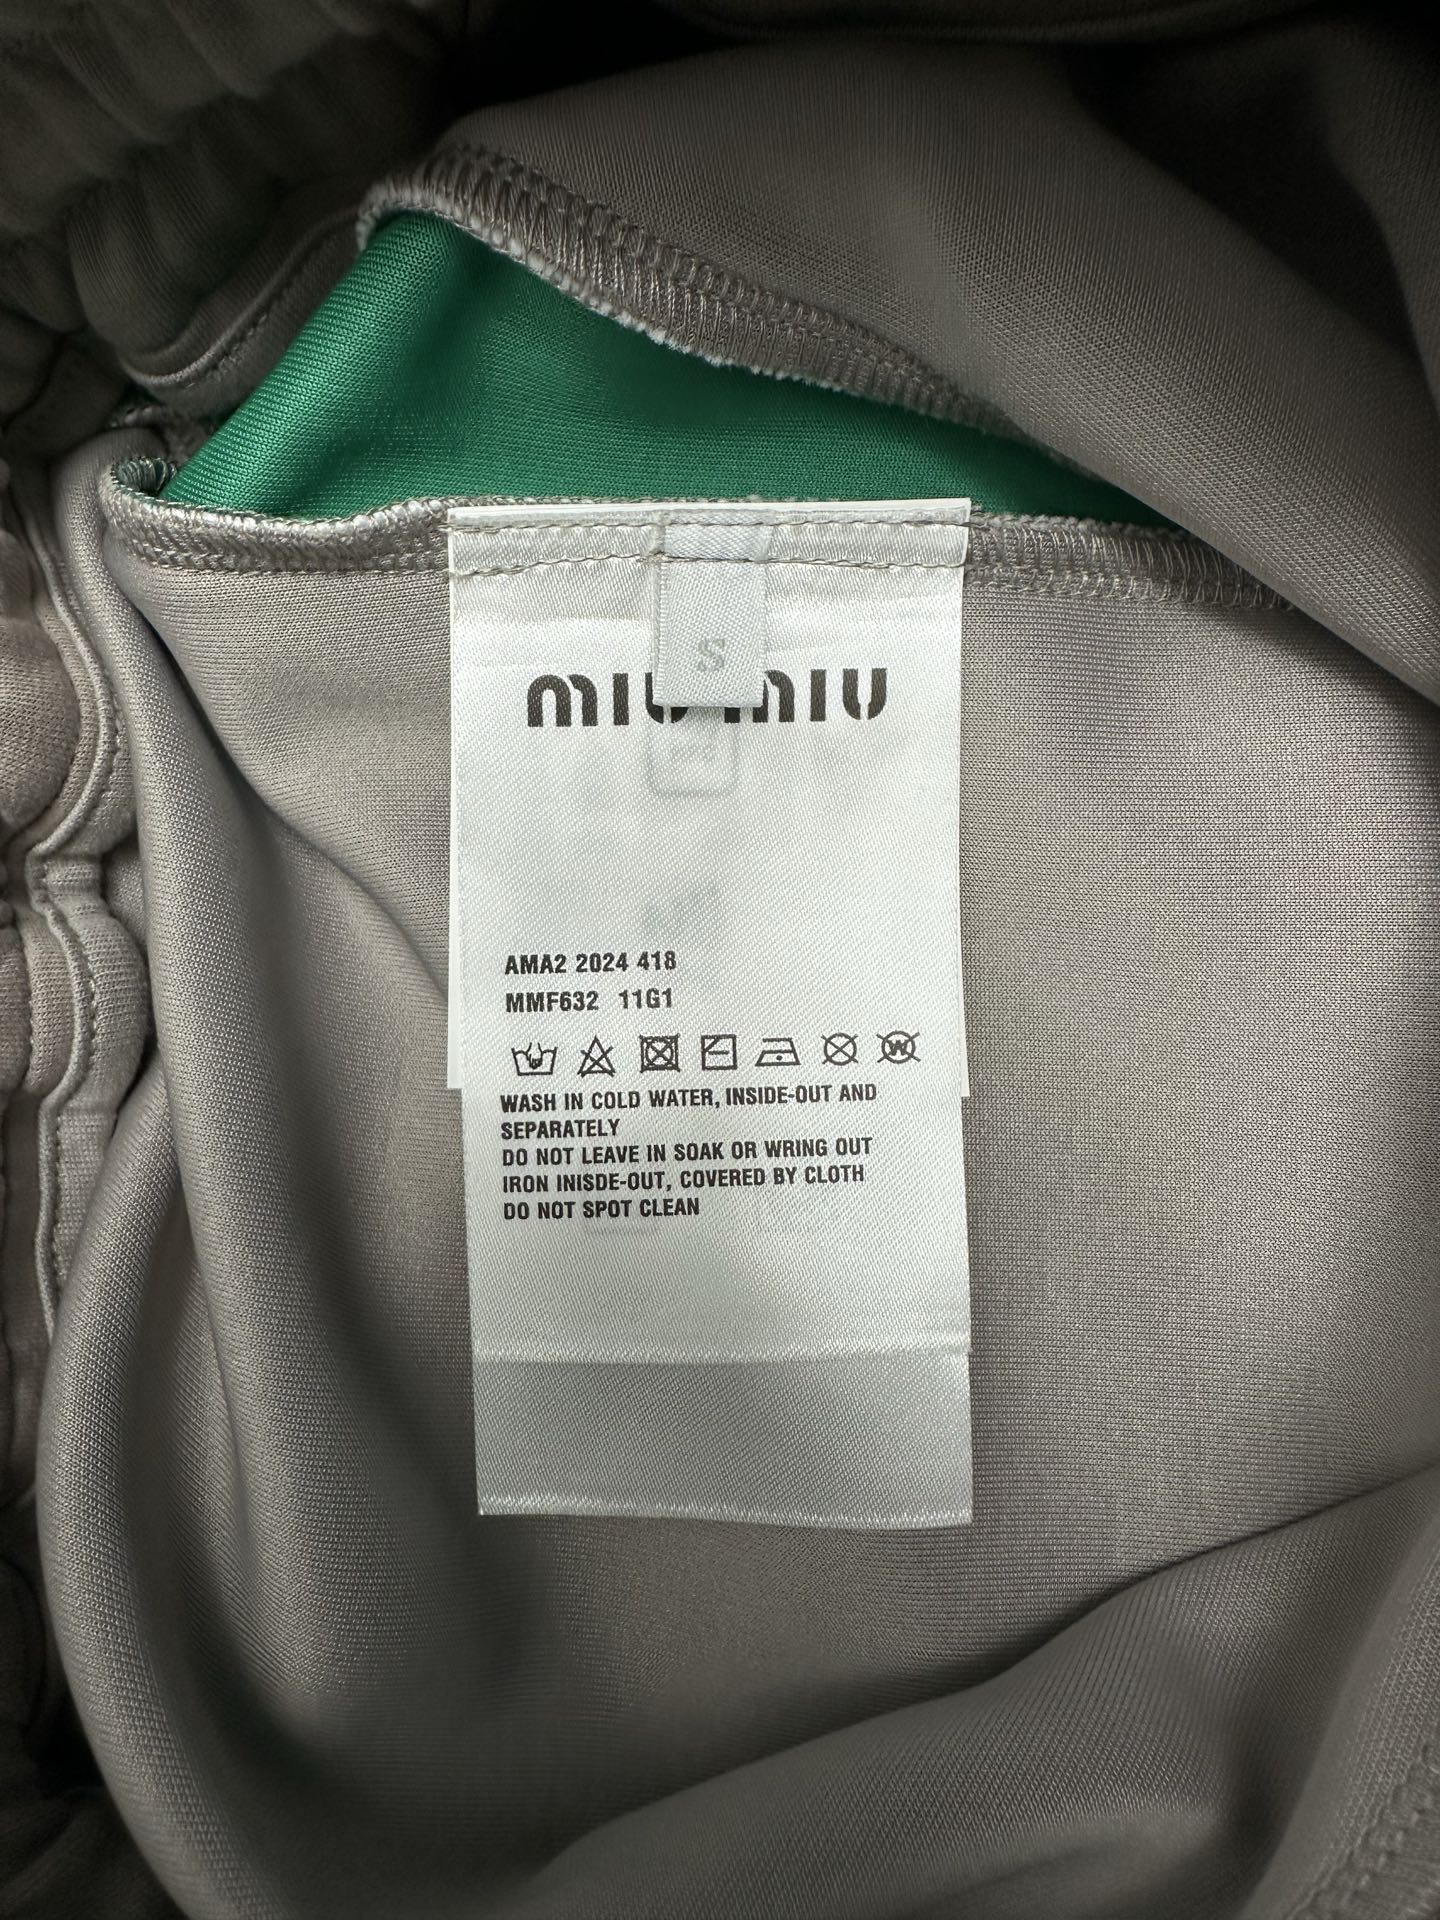 S
miu miu
AMA2 2024 418
MMF632 11G1
W
WASH IN COLD WATER, INSIDE-OUT AND
SEPARATELY
DO NOT LEAVE IN SOAK OR WRING OUT
IRON INISDE-OUT, COVERED BY CLOTH
DO NOT SPOT CLEAN